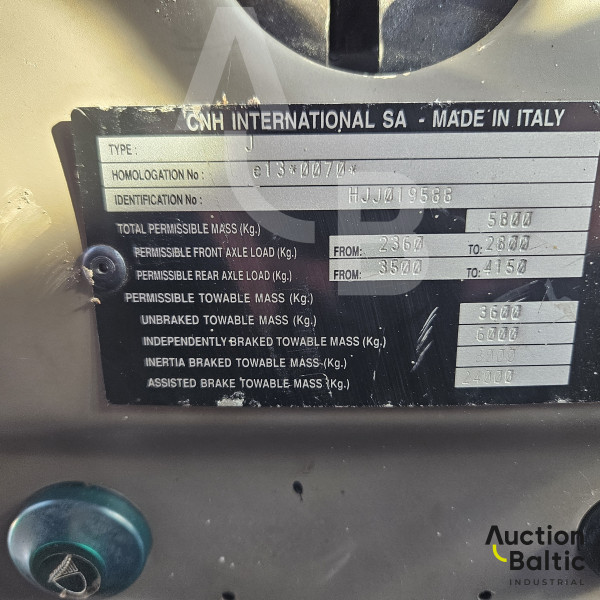 CNH INTERNATIONAL SA - MADE IN ITALY
TYPE : J
HOMOLOGATION No : e13*0070*
IDENTIFICATION No : HJJ019588
TOTAL PERMISSIBLE MASS (Kg.) 5800
PERMISSIBLE FRONT AXLE LOAD (Kg.) FROM: 2360 TO: 2800
PERMISSIBLE REAR AXLE LOAD (Kg.) FROM: 3500 TO: 4150
PERMISSIBLE TOWABLE MASS (Kg.)
UNBRAKED TOWABLE MASS (Kg.) 3600
INDEPENDENTLY BRAKED TOWABLE MASS (Kg.) 6000
INERTIA BRAKED TOWABLE MASS (Kg.)
ASSISTED BRAKE TOWABLE MASS (Kg.) 24000
A
B
Auction
Baltic
INDUSTRIAL